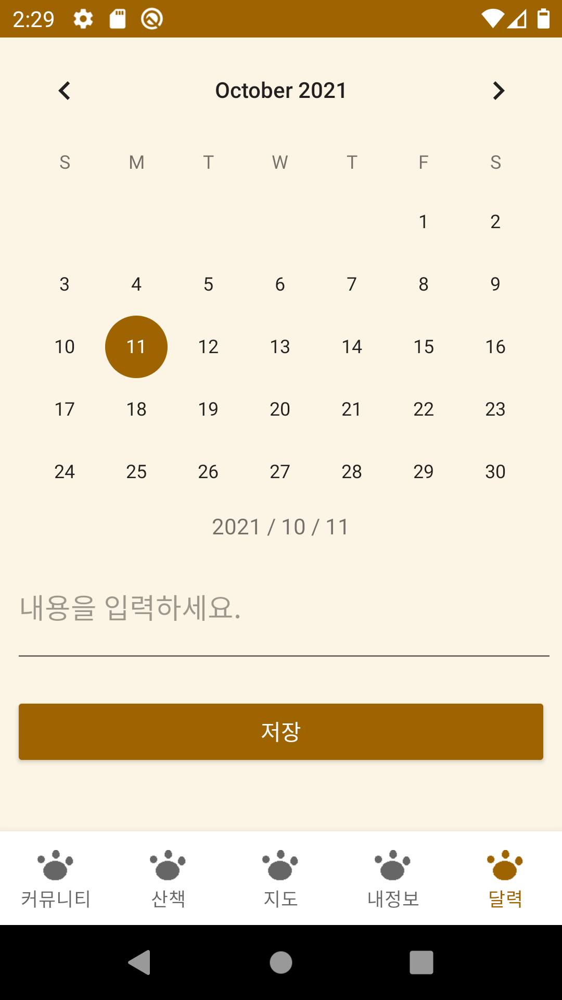 2:29
October 2021
S M T W T F S
1 2
3 4 5 6 7 8 9
10 11 12 13 14 15 16
17 18 19 20 21 22 23
24 25 26 27 28 29 30
2021 / 10 / 11
내용을 입력하세요.
저장
커뮤니티 산책 지도 내정보 달력